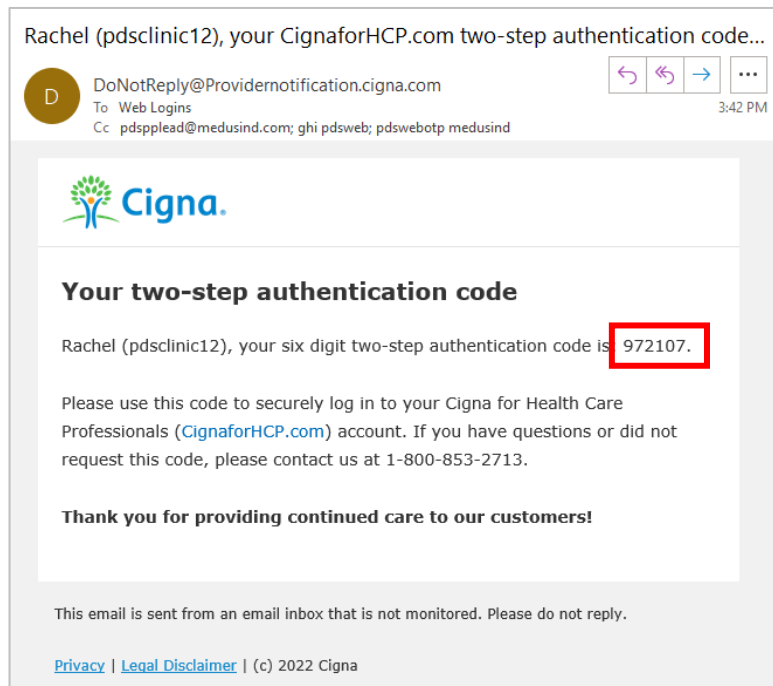 Rachel (pdsclinic12), your CignaforHCP.com two-step authentication code...
D
DoNotReply@Providernotification.cigna.com
To Web Logins
3:42 PM
Cc pdspplead@medusind.com; ghi pdsweb; pdswebotp medusind
Cigna.
Your two-step authentication code
Rachel (pdsclinic12), your six digit two-step authentication code is: 972107.
Please use this code to securely log in to your Cigna for Health Care
Professionals (CignaforHCP.com) account. If you have questions or did not
request this code, please contact us at 1-800-853-2713.
Thank you for providing continued care to our customers!
This email is sent from an email inbox that is not monitored. Please do not reply.
Privacy | Legal Disclaimer | (c) 2022 Cigna